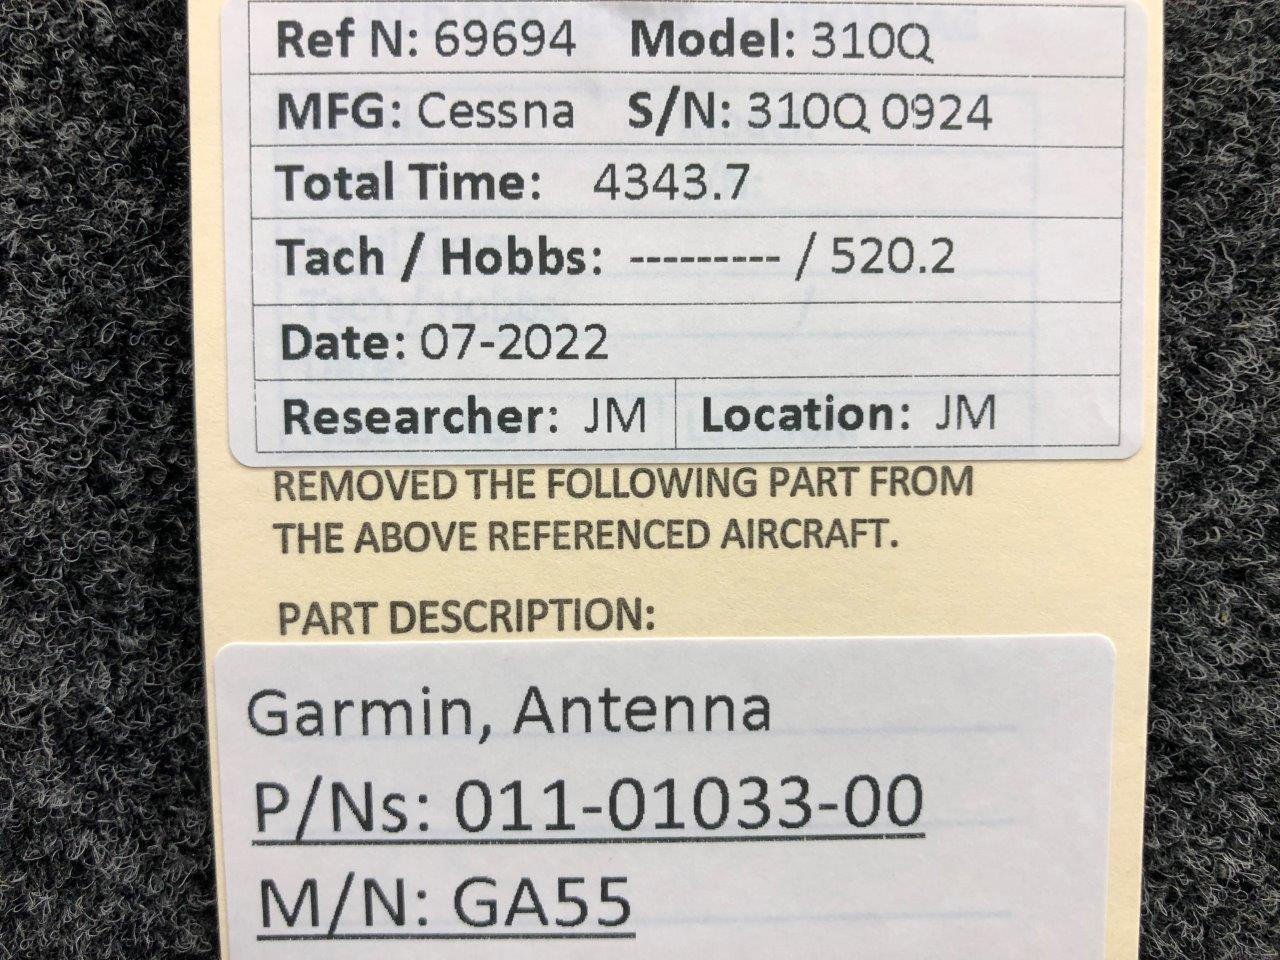 Ref N: 69694 Model: 310Q
MFG: Cessna S/N: 310Q 0924
Total Time: 4343.7
Tach / Hobbs: --------- / 520.2
Date: 07-2022
Researcher: JM Location: JM
REMOVED THE FOLLOWING PART FROM
THE ABOVE REFERENCED AIRCRAFT.
PART DESCRIPTION:
Garmin, Antenna
P/Ns: 011-01033-00
M/N: GA55